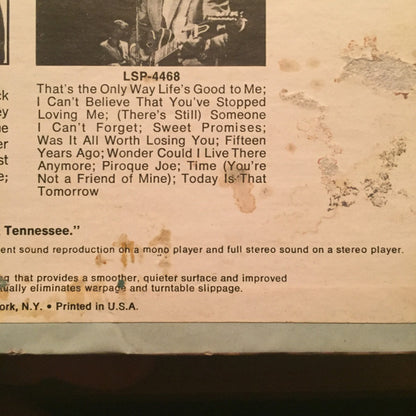 LSP-4468
That's the Only Way Life's Good to Me;
I Can't Believe That You've Stopped
Loving Me; (There's Still) Someone
I Can't Forget; Sweet Promises;
Was It All Worth Losing You; Fifteen
Years Ago; Wonder Could I Live There
Anymore; Piroque Joe; Time (You're
Not a Friend of Mine); Today Is That
Tomorrow
Tennessee."
sound reproduction on a mono player and full stereo sound on a stereo player.
that provides a smoother, quieter surface and improved
eliminates warpage and turntable slippage.
N.Y. • Printed in U.S.A.